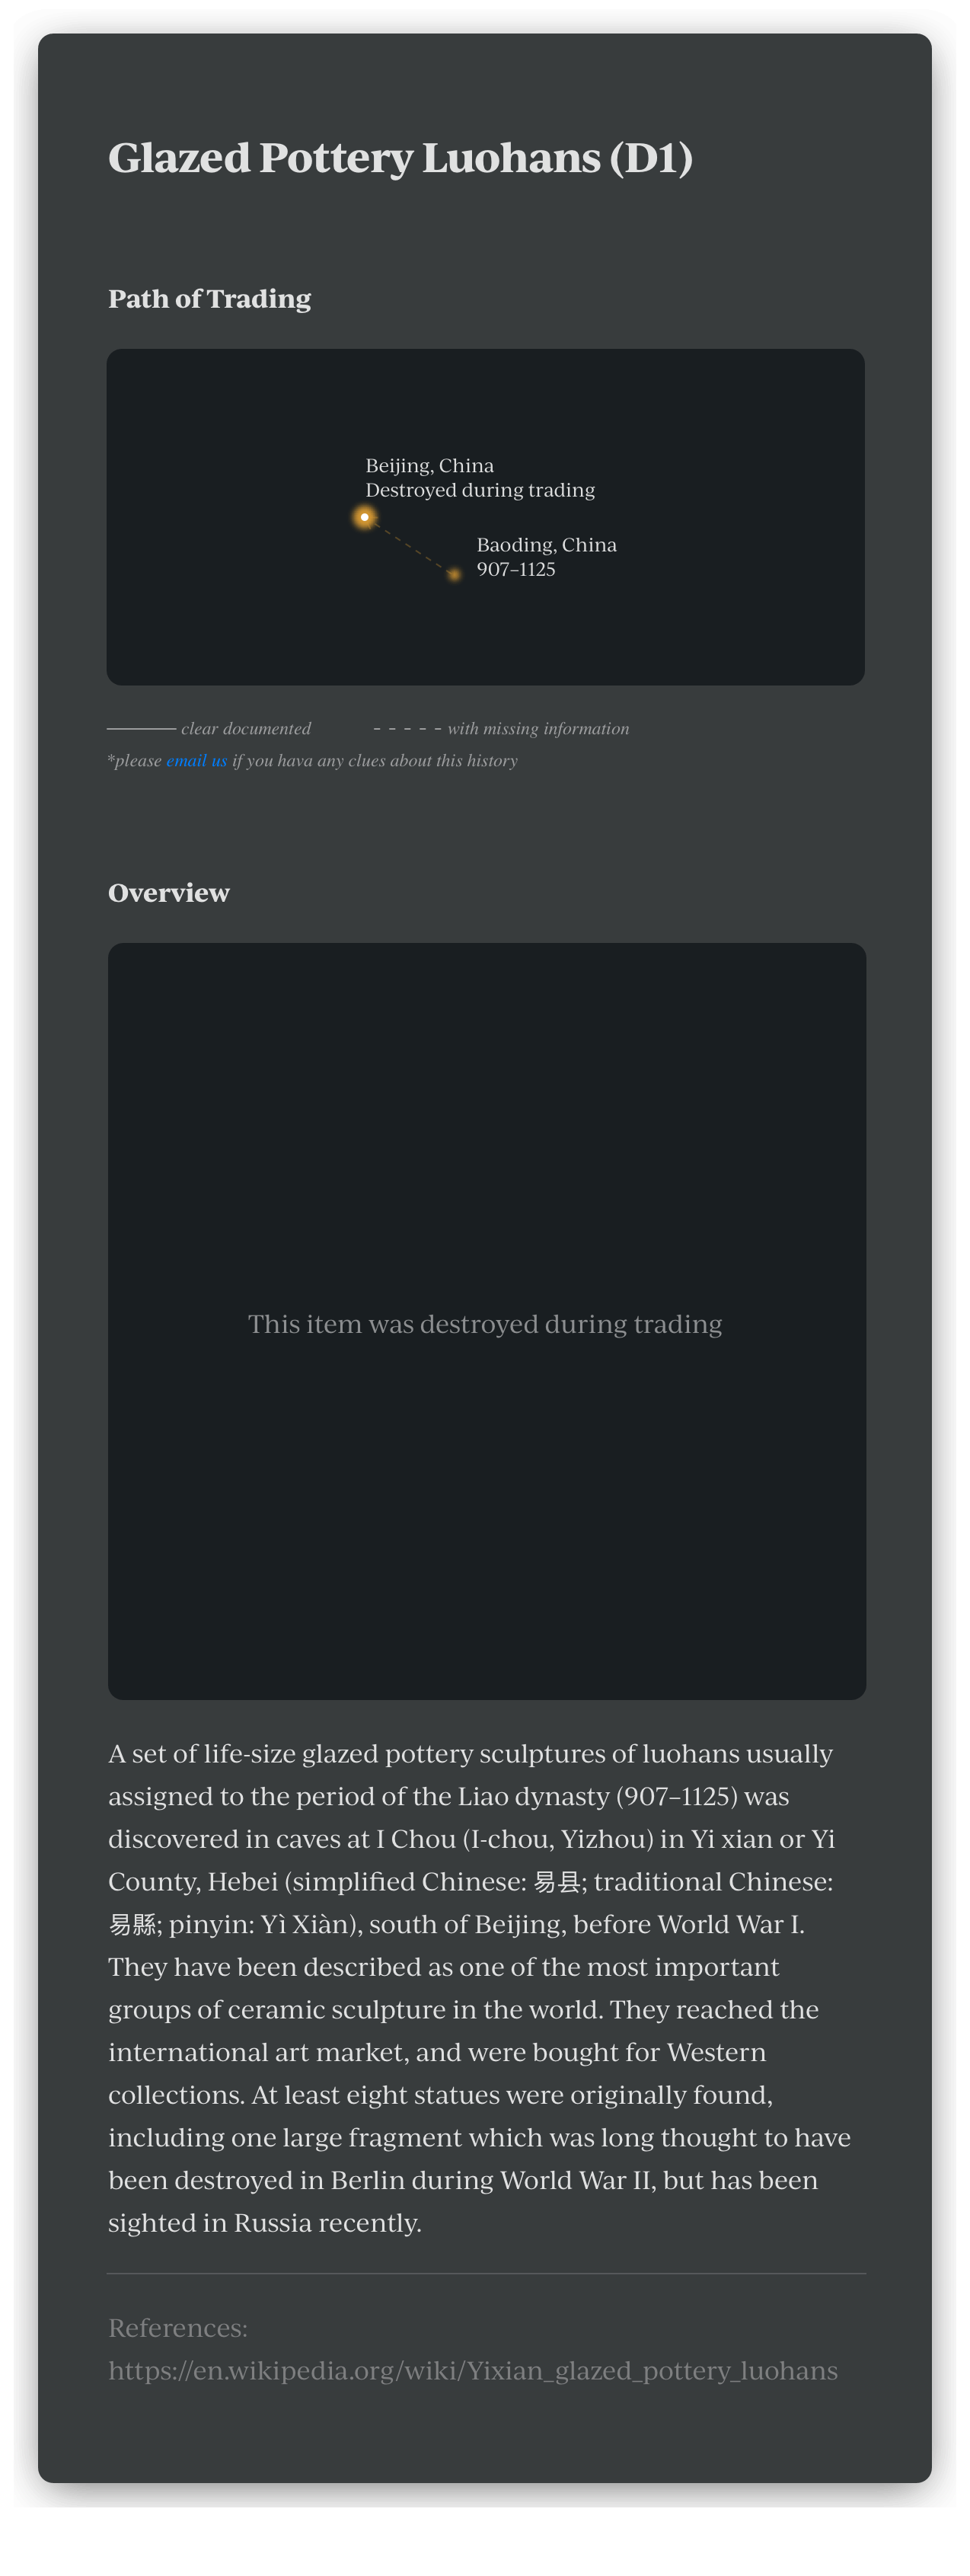 Glazed Pottery Luohans (D1)
Path of Trading
Beijing, China
Destroyed during trading
Baoding, China
907–1125
clear documented
with missing information
*please email us if you hava any clues about this history
Overview
This item was destroyed during trading
A set of life-size glazed pottery sculptures of luohans usually
assigned to the period of the Liao dynasty (907–1125) was
discovered in caves at I Chou (I-chou, Yizhou) in Yi xian or Yi
County, Hebei (simplified Chinese: 易县; traditional Chinese:
易縣; pinyin: Yì Xiàn), south of Beijing, before World War I.
They have been described as one of the most important
groups of ceramic sculpture in the world. They reached the
international art market, and were bought for Western
collections. At least eight statues were originally found,
including one large fragment which was long thought to have
been destroyed in Berlin during World War II, but has been
sighted in Russia recently.
References:
https://en.wikipedia.org/wiki/Yixian_glazed_pottery_luohans